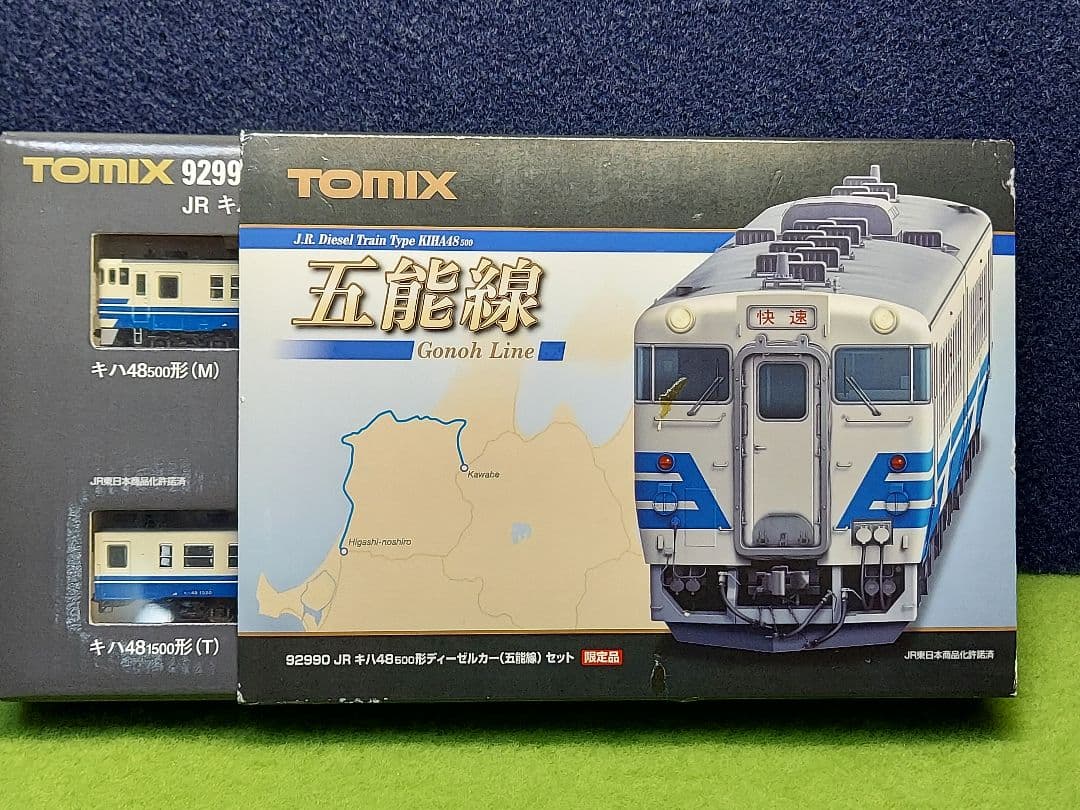 TOMIX 9299
JR キハ
キハ48500形(M)
JR東日本商品化許諾済
キハ481500形(T)
TOMIX
J.R. Diesel Train Type KIHA48500
五能線
Gonoh Line
快速
Kawabe
Higashi-noshiro
92990 JR キハ48500形ディーゼルカー(五能線) セット 限定品
JR東日本商品化許諾済